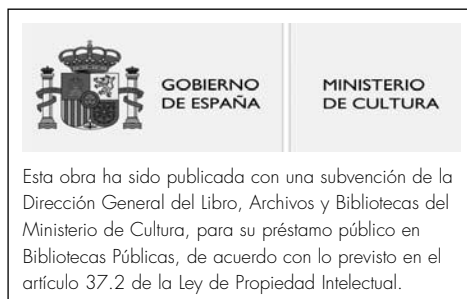 GOBIERNO
DE ESPAÑA
MINISTERIO
DE CULTURA
Esta obra ha sido publicada con una subvención de la
Dirección General del Libro, Archivos y Bibliotecas del
Ministerio de Cultura, para su préstamo público en
Bibliotecas Públicas, de acuerdo con lo previsto en el
artículo 37.2 de la Ley de Propiedad Intelectual.